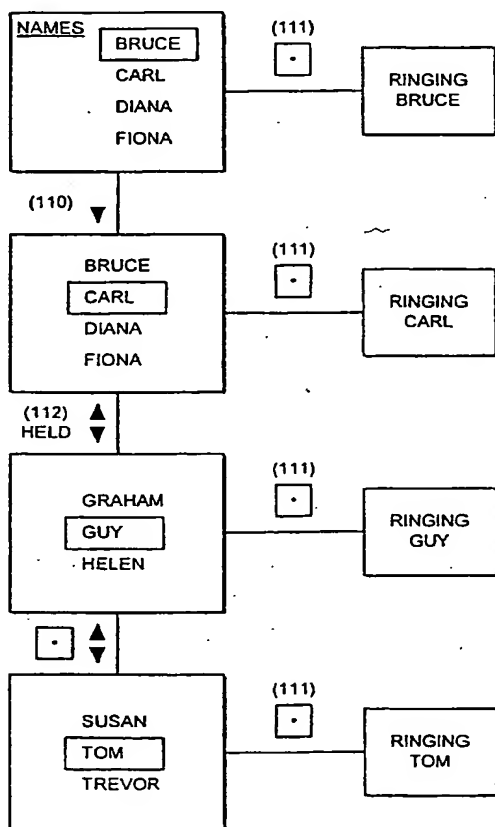 NAMES
BRUCE
CARL
DIANA
FIONA
(111)
RINGING
BRUCE
(110)
BRUCE
CARL
DIANA
FIONA
(111)
RINGING
CARL
(112)
HELD
GRAHAM
GUY
HELEN
(111)
RINGING
GUY
SUSAN
TOM
TREVOR
(111)
RINGING
TOM